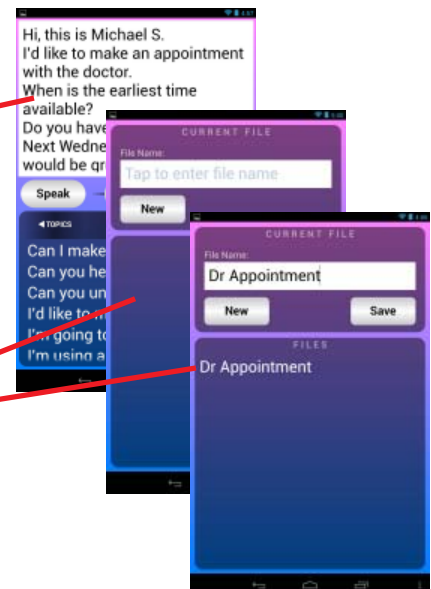 Hi, this is Michael S.
I'd like to make an appointment
with the doctor.
When is the earliest time
available?
Do you have
Next Wedne
would be gr
Speak
◀TOPICS
Can I make
Can you he
Can you un
I'd like to m
I'm going to
I'm using a
CURRENT FILE
File Name:
Tap to enter file name
New
CURRENT FILE
File Name:
Dr Appointment
New
Save
FILES
Dr Appointment